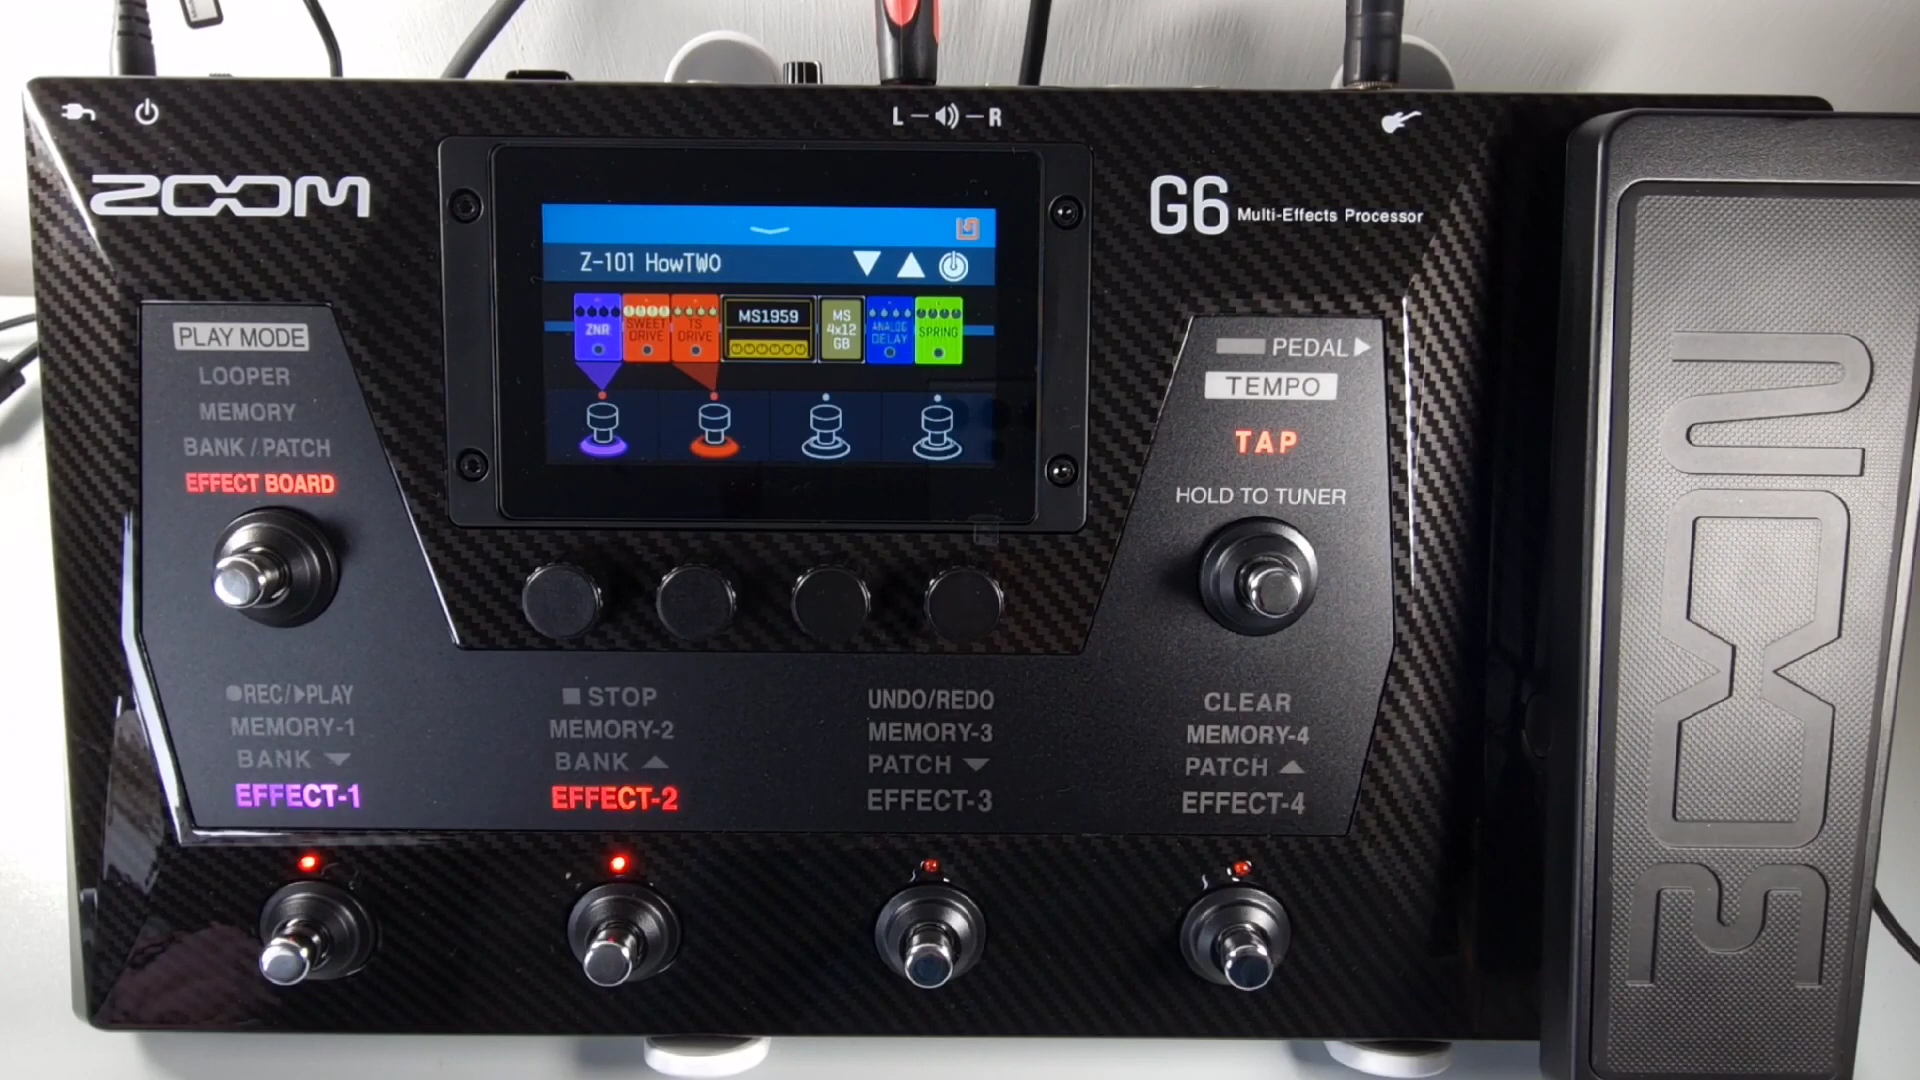 L R
ZOOM
G6 Multi-Effects Processor
Z-101 HowTWO
ZNR
SWEET DRIVE
TS DRIVE
MS1959
MS 4x12 GB
ANALOG DELAY
SPRING
PLAY MODE
LOOPER
MEMORY
BANK / PATCH
EFFECT BOARD
PEDAL
TEMPO
TAP
HOLD TO TUNER
REC/PLAY
MEMORY-1
BANK
EFFECT-1
STOP
MEMORY-2
BANK
EFFECT-2
UNDO/REDO
MEMORY-3
PATCH
EFFECT-3
CLEAR
MEMORY-4
PATCH
EFFECT-4
ZOOM